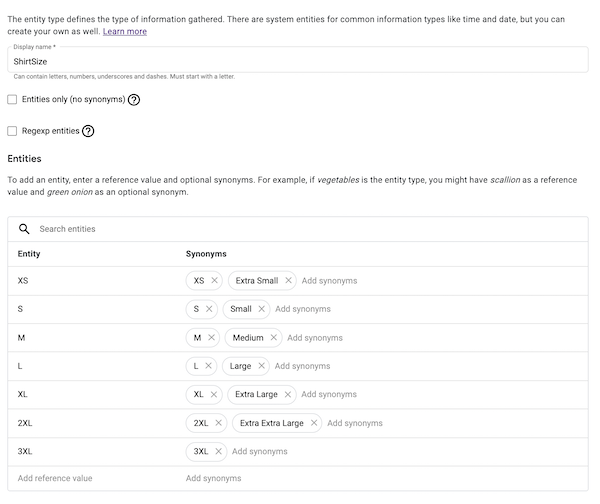 The entity type defines the type of information gathered. There are system entities for common information types like time and date, but you can
create your own as well. Learn more
Display name *
ShirtSize
Can contain letters, numbers, underscores and dashes. Must start with a letter.
Entities only (no synonyms) ?
Regexp entities ?
Entities
To add an entity, enter a reference value and optional synonyms. For example, if vegetables is the entity type, you might have scallion as a reference
value and green onion as an optional synonym.
Search entities
Entity Synonyms
XS XS Extra Small Add synonyms
S S Small Add synonyms
M M Medium Add synonyms
L L Large Add synonyms
XL XL Extra Large Add synonyms
2XL 2XL Extra Extra Large Add synonyms
3XL 3XL Add synonyms
Add reference value Add synonyms